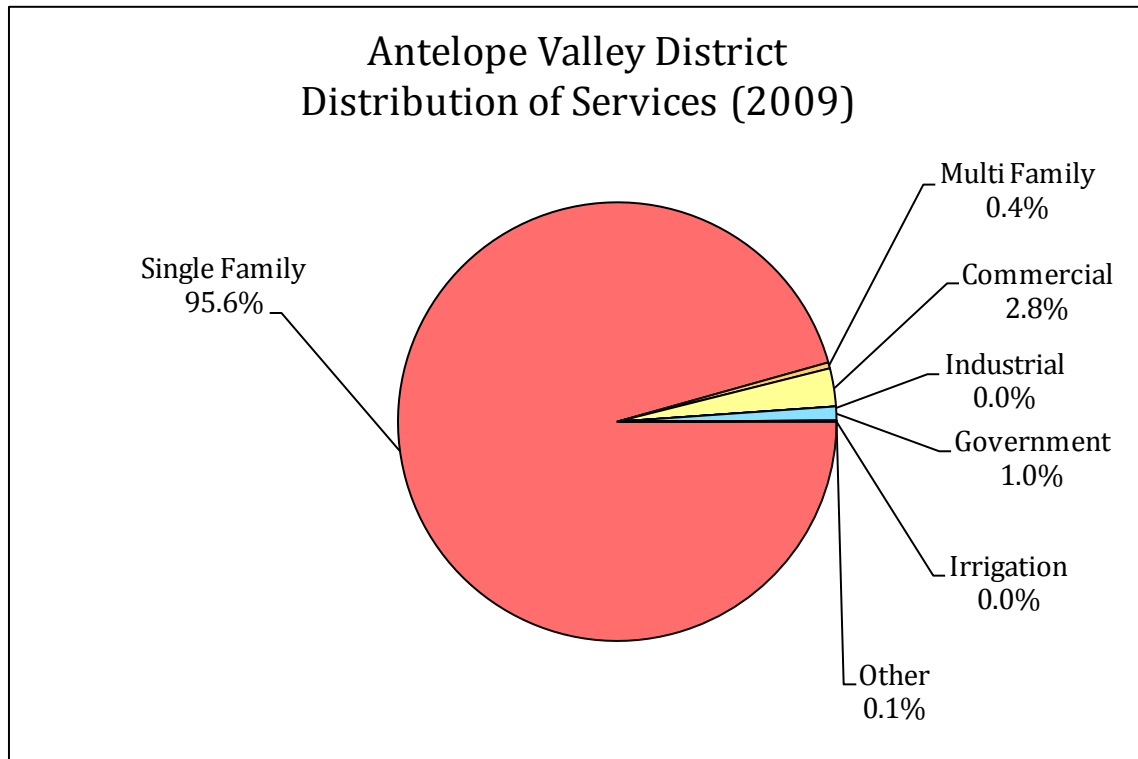 Antelope Valley District
Distribution of Services (2009)
Multi Family
0.4%
Single Family
95.6%
Commercial
2.8%
Industrial
0.0%
Government
1.0%
Irrigation
0.0%
Other
0.1%